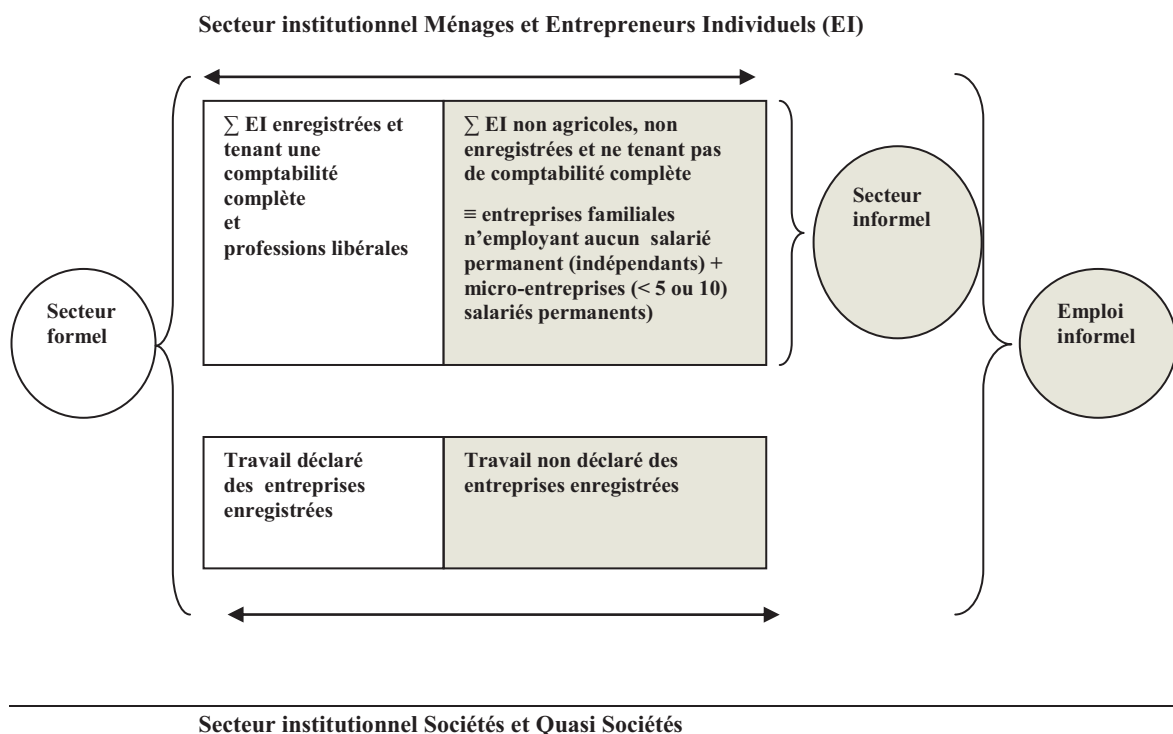 Secteur institutionnel Ménages et Entrepreneurs Individuels (EI)
∑ EI enregistrées et
tenant une
comptabilité
complète
et
professions libérales
∑ EI non agricoles, non
enregistrées et ne tenant pas
de comptabilité complète
≡ entreprises familiales
n’employant aucun salarié
permanent (indépendants) +
micro-entreprises (< 5 ou 10)
salariés permanents)
Secteur
informel
Secteur
formel
Emploi
informel
Travail déclaré
des entreprises
enregistrées
Travail non déclaré des
entreprises enregistrées
Secteur institutionnel Sociétés et Quasi Sociétés